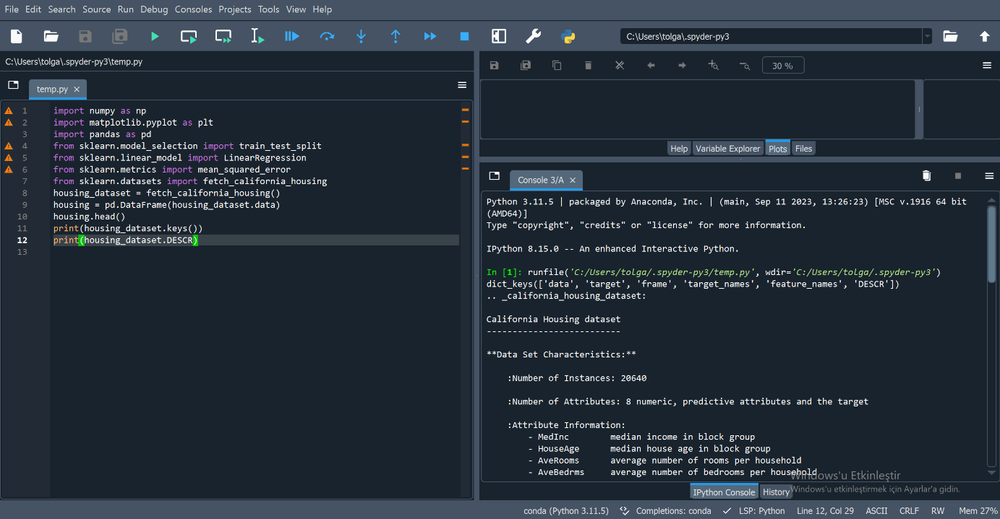 File Edit Search Source Run Debug Consoles Projects Tools View Help
C:\Users\tolga\.spyder-py3
C:\Users\tolga\.spyder-py3\temp.py
temp.py
1 import numpy as np
2 import matplotlib.pyplot as plt
3 import pandas as pd
4 from sklearn.model_selection import train_test_split
5 from sklearn.linear_model import LinearRegression
6 from sklearn.metrics import mean_squared_error
7 from sklearn.datasets import fetch_california_housing
8 housing_dataset = fetch_california_housing()
9 housing = pd.DataFrame(housing_dataset.data)
10 housing.head()
11 print(housing_dataset.keys())
12 print(housing_dataset.DESCR)
13
30 %
Help Variable Explorer Plots Files
Console 3/A
Python 3.11.5 | packaged by Anaconda, Inc. | (main, Sep 11 2023, 13:26:23) [MSC v.1916 64 bit
(AMD64)]
Type "copyright", "credits" or "license" for more information.
IPython 8.15.0 -- An enhanced Interactive Python.
In [1]: runfile('C:/Users/tolga/.spyder-py3/temp.py', wdir='C:/Users/tolga/.spyder-py3')
dict_keys(['data', 'target', 'frame', 'target_names', 'feature_names', 'DESCR'])
.. _california_housing_dataset:
California Housing dataset
--------------------------
**Data Set Characteristics:**
:Number of Instances: 20640
:Number of Attributes: 8 numeric, predictive attributes and the target
:Attribute Information:
- MedInc median income in block group
- HouseAge median house age in block group
- AveRooms average number of rooms per household
- AveBedrms average number of bedrooms per household
Windows'u Etkinleştir
Windows'u etkinleştirmek için Ayarlar'a gidin.
IPython Console History
conda (Python 3.11.5) Completions: conda LSP: Python Line 12, Col 29 ASCII CRLF RW Mem 27%